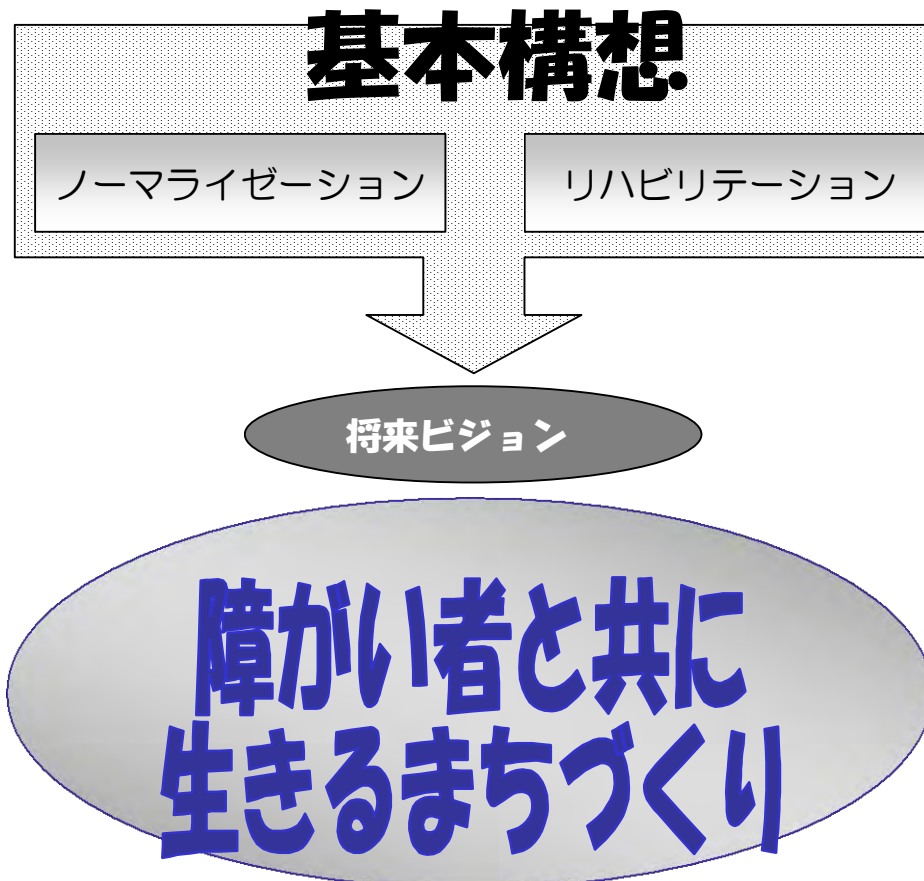 基本構想
ノーマライゼーション
リハビリテーション
将来ビジョン
障がい者と共に
生きるまちづくり